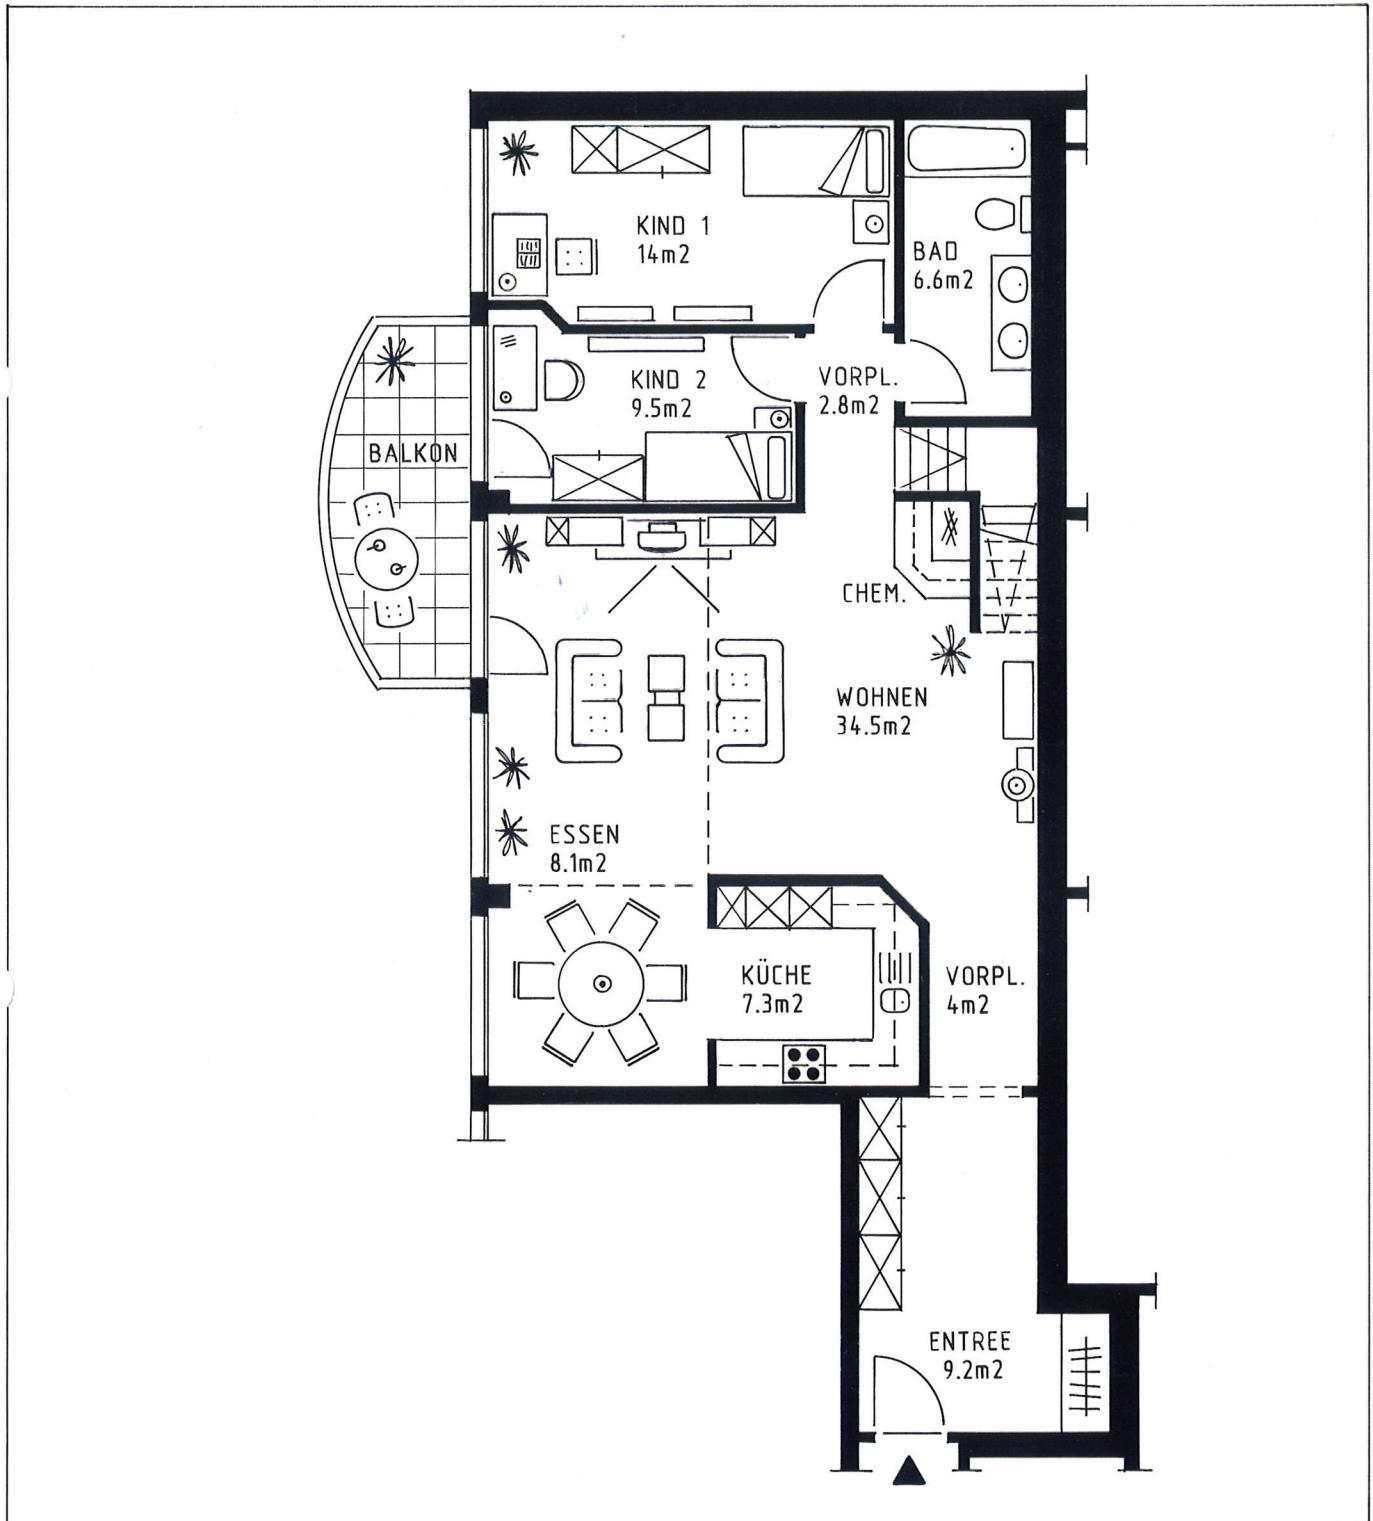 KIND 1
14m2
BAD
6.6m2
KIND 2
9.5m2
VORPL.
2.8m2
BALKON
CHEM.
WOHNEN
34.5m2
ESSEN
8.1m2
KÜCHE
7.3m2
VORPL.
4m2
ENTREE
9.2m2